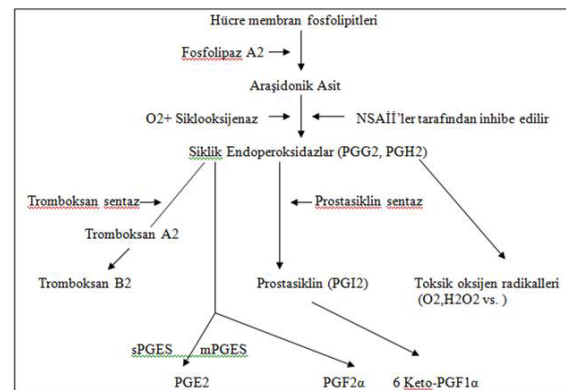 Hücre membran fosfolipitleri
Fosfolipaz A2
Araşidonik Asit
O2+ Siklooksijenaz
NSAİİ'ler tarafından inhibe edilir
Siklik Endoperoksidazlar (PGG2, PGH2)
Tromboksan sentaz
Prostasiklin sentaz
Tromboksan A2
Tromboksan B2
Prostasiklin (PGI2)
Toksik oksijen radikalleri
(O2,H2O2 vs. )
sPGES mPGES
PGE2
PGF2α
6 Keto-PGF1α